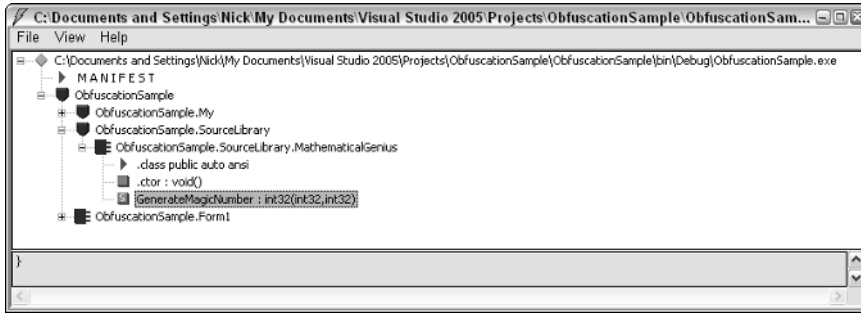 C:\Documents and Settings\Nick\My Documents\Visual Studio 2005\Projects\ObfuscationSample\ObfuscationSam...
File View Help
C:\Documents and Settings\Nick\My Documents\Visual Studio 2005\Projects\ObfuscationSample\ObfuscationSample\bin\Debug\ObfuscationSample.exe
MANIFEST
ObfuscationSample
ObfuscationSample.My
ObfuscationSample.SourceLibrary
ObfuscationSample.SourceLibrary.MathematicalGenius
.class public auto ansi
.ctor : void()
S GenerateMagicNumber : int32(int32,int32)
ObfuscationSample.Form1
}